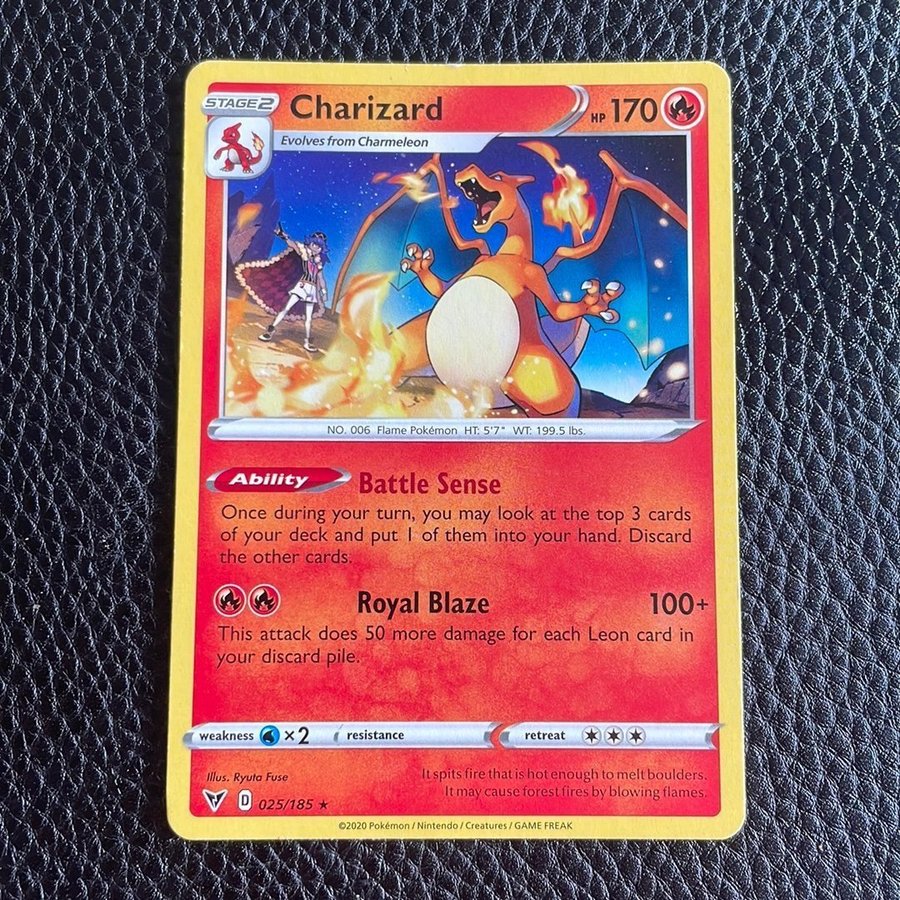 STAGE 2
Charizard
HP 170
Evolves from Charmeleon
NO. 006 Flame Pokémon HT: 5'7" WT: 199.5 lbs.
Ability Battle Sense
Once during your turn, you may look at the top 3 cards
of your deck and put 1 of them into your hand. Discard
the other cards.
Royal Blaze 100+
This attack does 50 more damage for each Leon card in
your discard pile.
weakness ×2 resistance retreat
Illus. Ryuta Fuse
It spits fire that is hot enough to melt boulders.
It may cause forest fires by blowing flames.
D 025/185 ★
©2020 Pokémon / Nintendo / Creatures / GAME FREAK